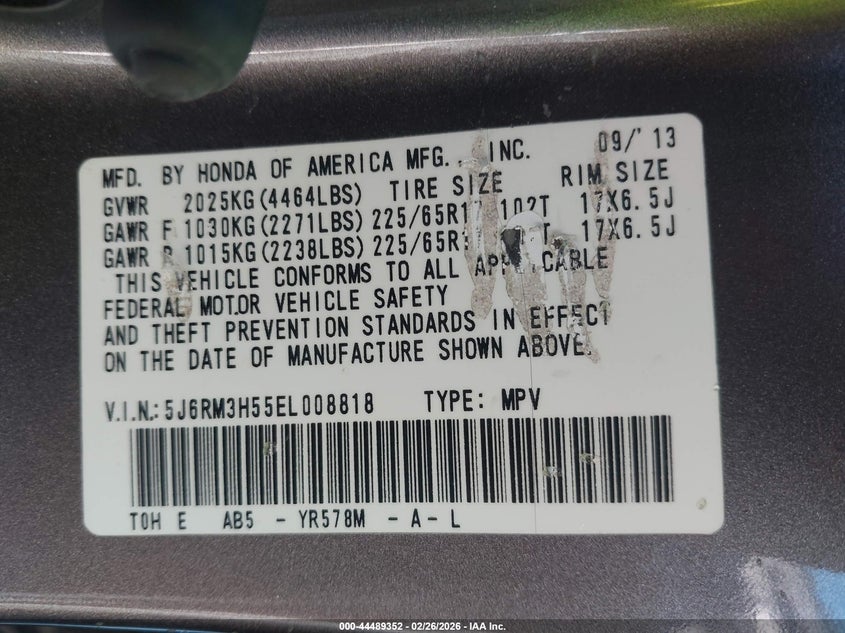 MFD. BY HONDA OF AMERICA MFG., INC. 09/'13
GVWR 2025KG(4464LBS) TIRE SIZE RIM SIZE
GAWR F 1030KG(2271LBS) 225/65R17 102T 17X6.5J
GAWR R 1015KG(2238LBS) 225/65R 17X6.5J
THIS VEHICLE CONFORMS TO ALL APPLICABLE
FEDERAL MOTOR VEHICLE SAFETY
AND THEFT PREVENTION STANDARDS IN EFFECT
ON THE DATE OF MANUFACTURE SHOWN ABOVE.
V.I.N.: 5J6RM3H55EL008818 TYPE: MPV
TOH E AB5 - YR578M - A - L
000-44489352 | 02/26/2026 - IAA Inc.